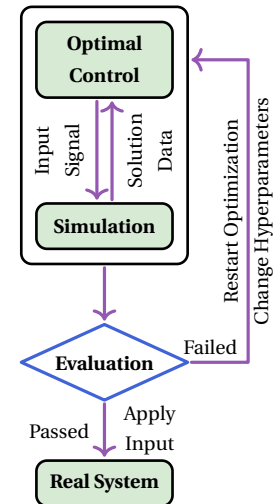 Optimal
Control
Input
Signal
Solution
Data
Simulation
Restart Optimization
Change Hyperparameters
Evaluation
Failed
Passed
Apply
Input
Real System